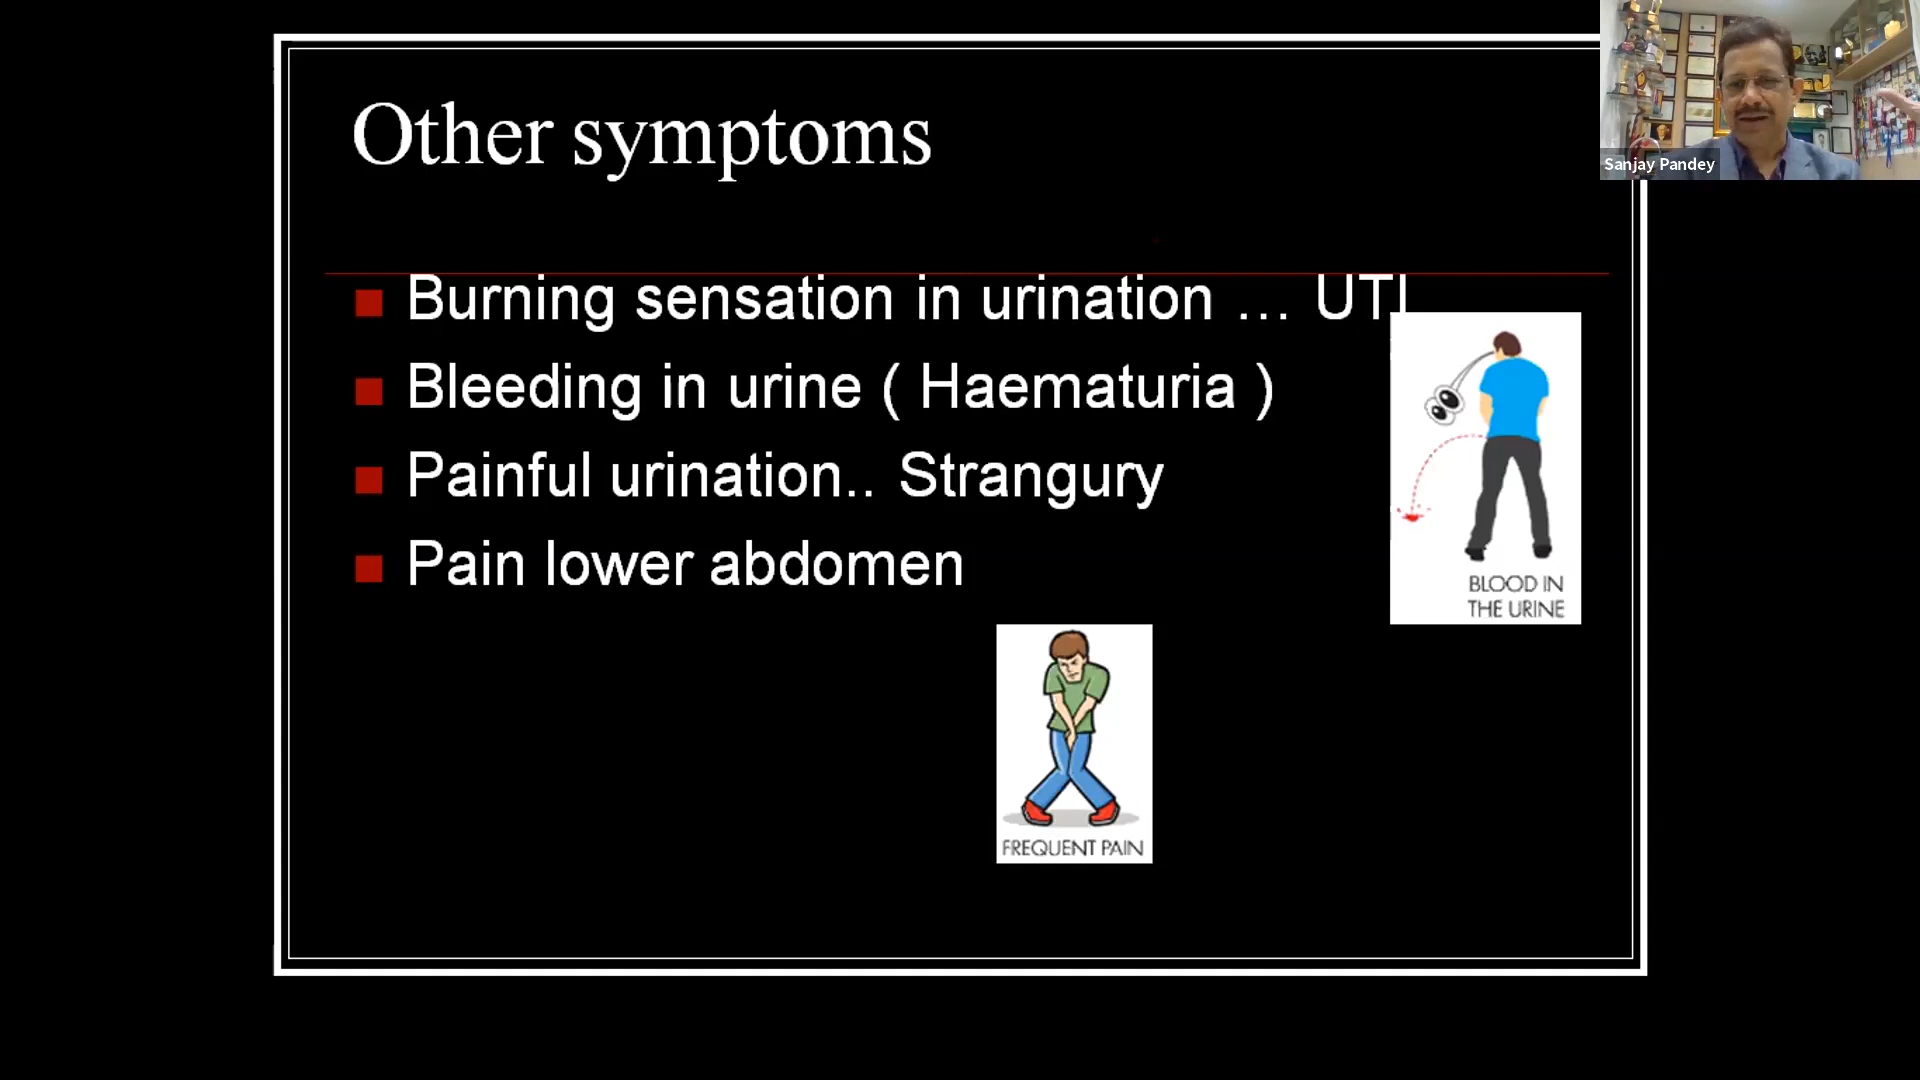 Other symptoms
Sanjay Pandey
Burning sensation in urination ... UTI
Bleeding in urine ( Haematuria )
Painful urination.. Strangury
Pain lower abdomen
BLOOD IN
THE URINE
FREQUENT PAIN